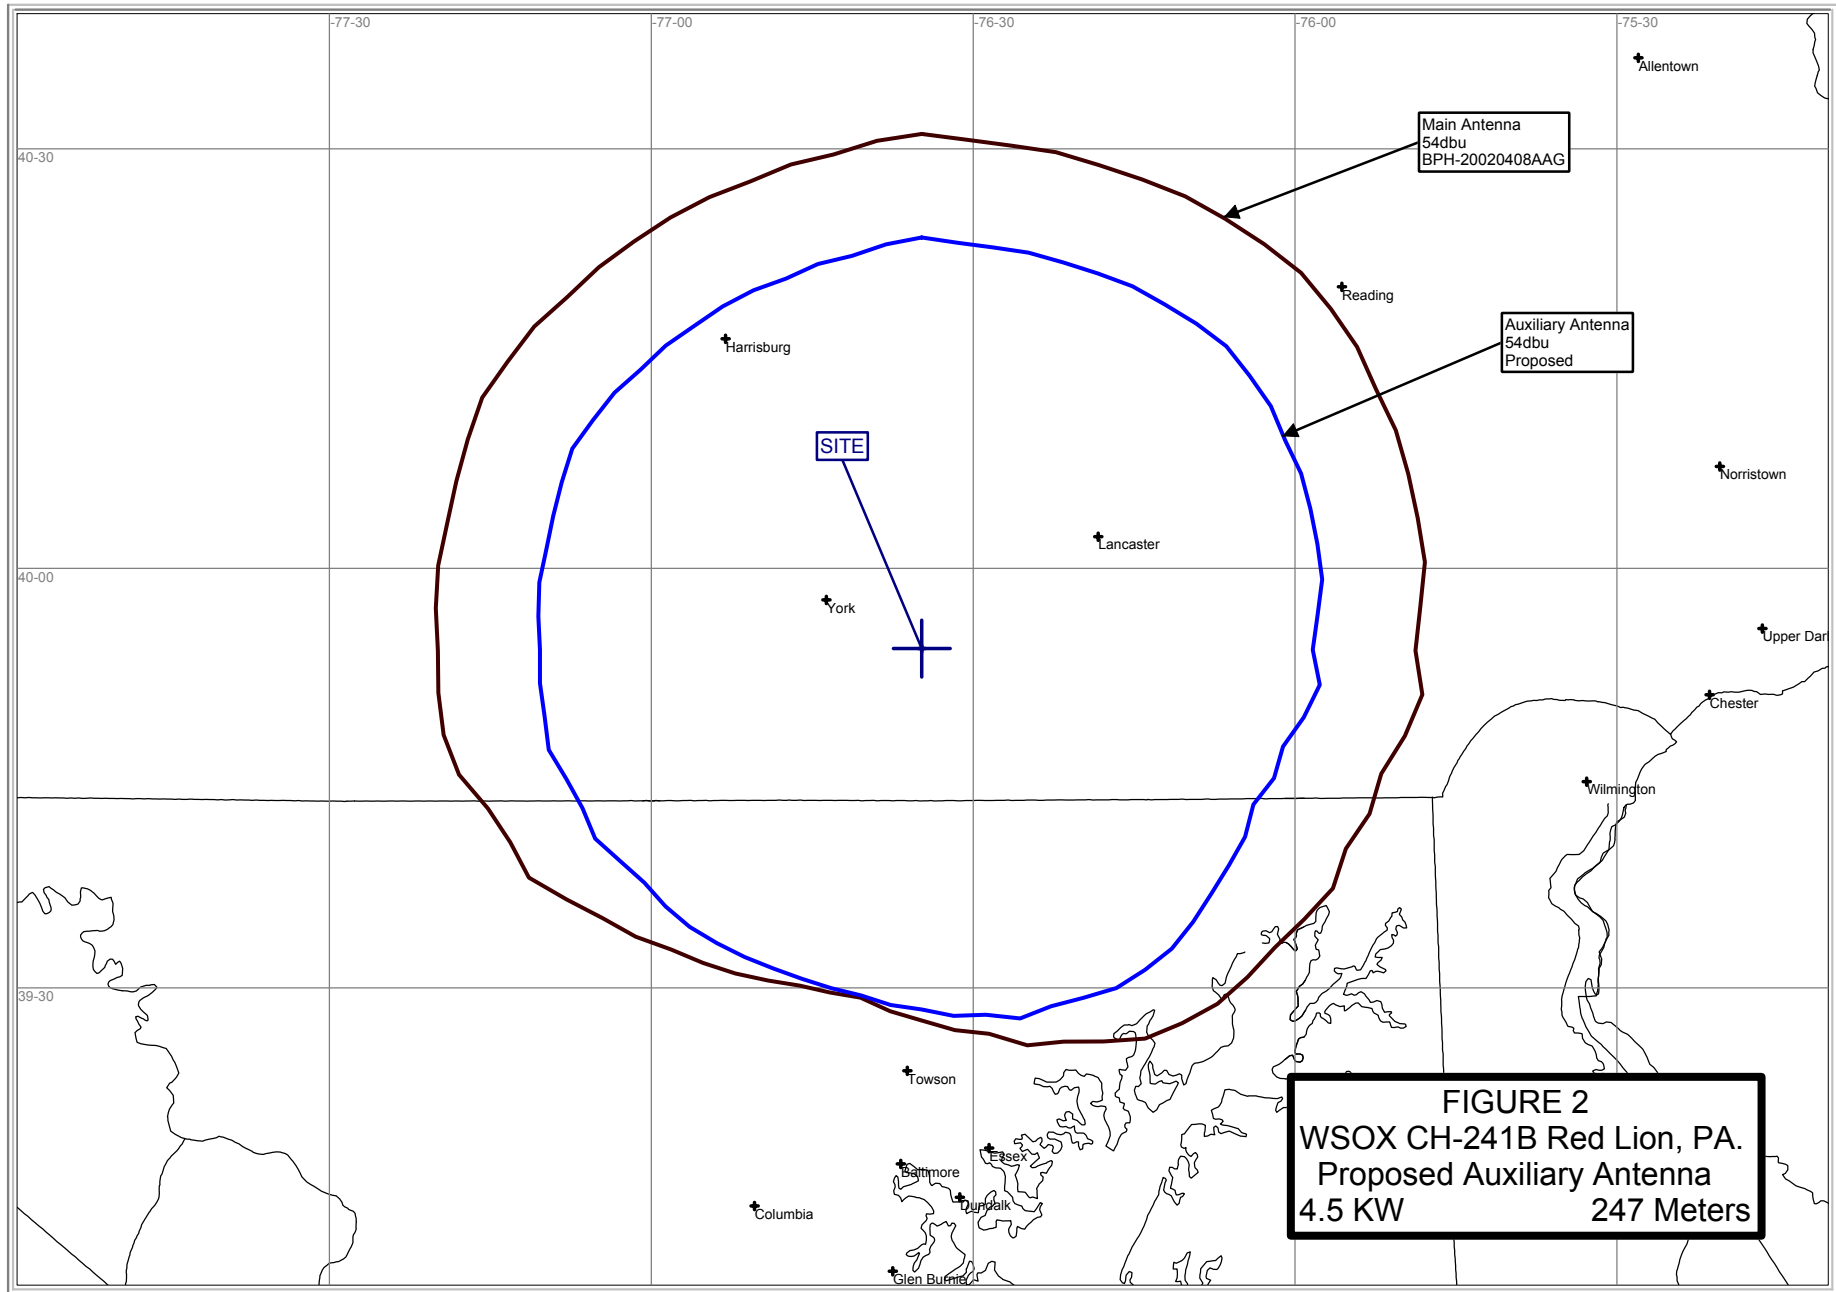 -77-30
-77-00
-76-30
-76-00
-75-30
Allentown
Main Antenna
54dbu
BPH-20020408AAG
40-30
Reading
Auxiliary Antenna
54dbu
Proposed
Harrisburg
SITE
Norristown
Lancaster
40-00
York
Upper Dar
Chester
Wilmington
39-30
Towson
Essex
Baltimore
Dundalk
Columbia
Glen Burnie
FIGURE 2
WSOX CH-241B Red Lion, PA.
Proposed Auxiliary Antenna
4.5 KW 247 Meters